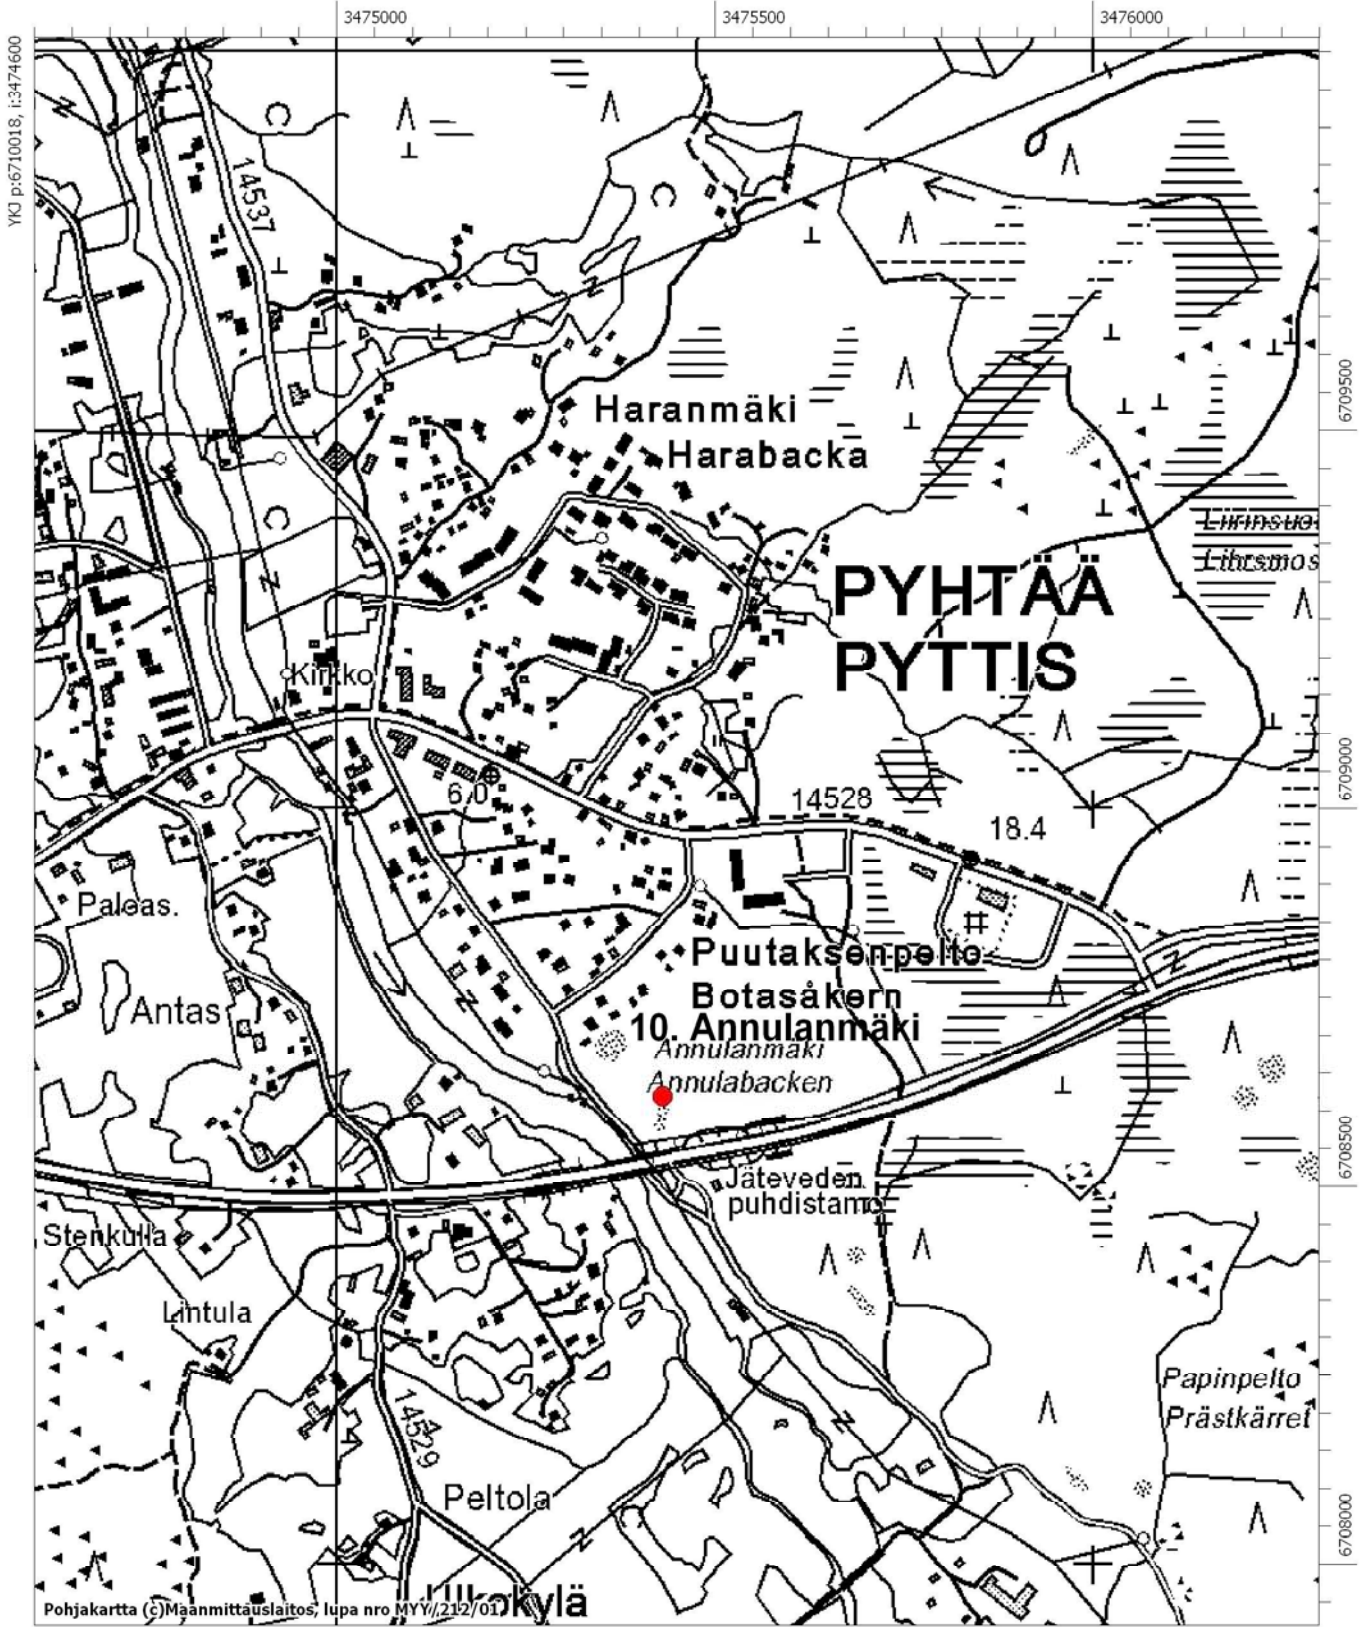 3475000
3475500
3476000
YKJ p:6710018, i:3474600
14537
6709500
Haranmäki
Harabacka
Liirinsuo
PYHTÄÄ
PYTTIS
Kirkko
6709000
6.0
14528
18.4
Paloas.
Puutaksenpelto
Botasåkern
Antas
10. Annulanmäki
Annulanmäki
Annulabacken
6708500
Jäteveden
puhdistamo
Stenkulla
Lintula
Papinpelto
Prästkärret
14529
Peltola
6708000
Pohjakartta (c)Maanmittauslaitos, lupa nro MYY/212/01